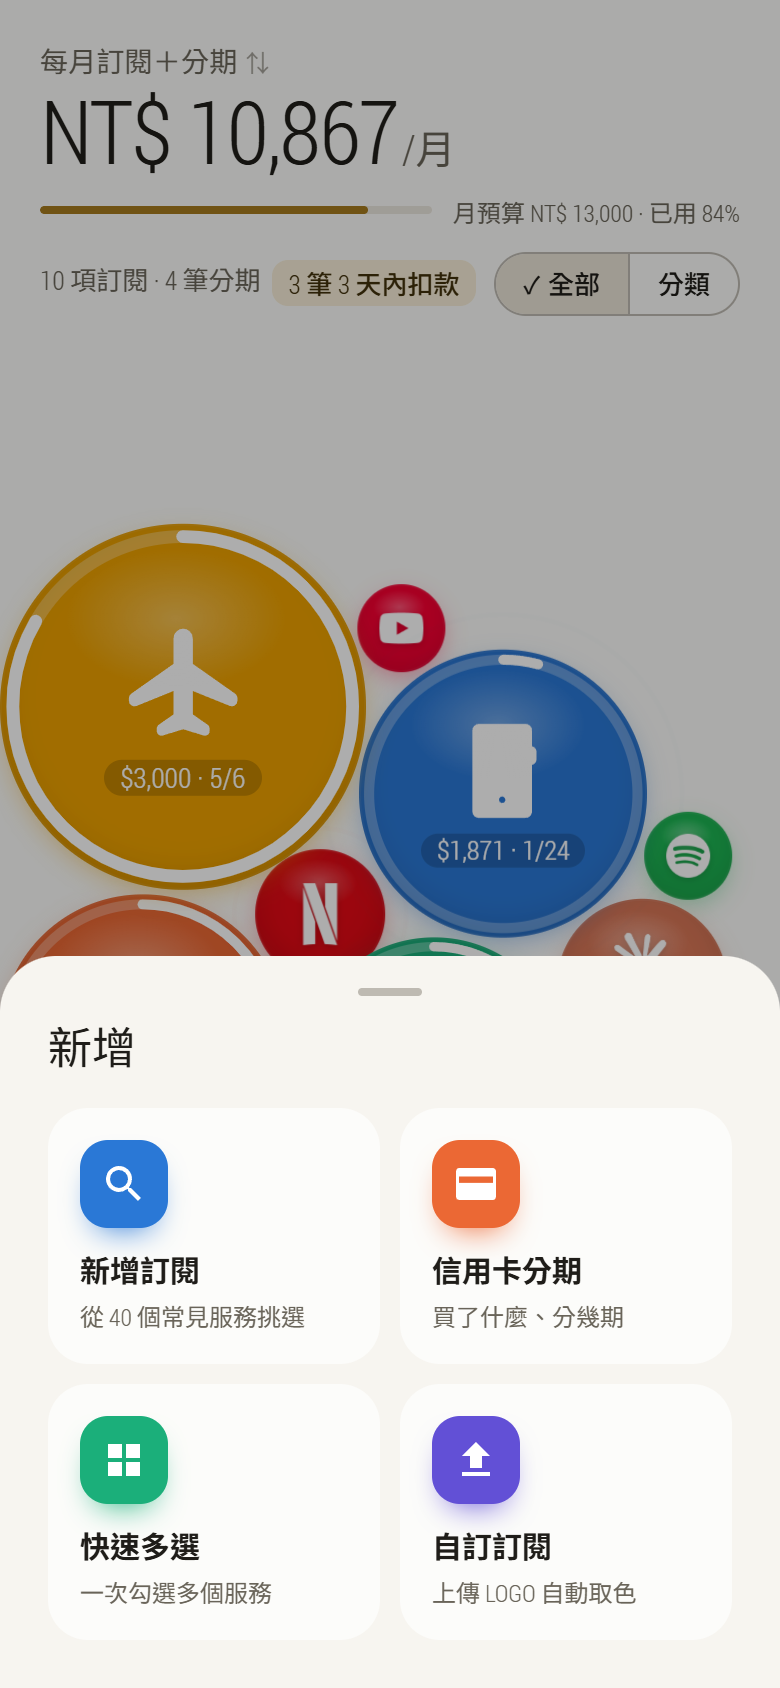 每月訂閱＋分期 ⇅
NT$ 10,867/月
月預算 NT$ 13,000 · 已用 84%
10 項訂閱 · 4 筆分期
3 筆 3 天內扣款
✓ 全部
分類
$3,000 · 5/6
$1,871 · 1/24
N
新增
新增訂閱
從 40 個常見服務挑選
信用卡分期
買了什麼、分幾期
快速多選
一次勾選多個服務
自訂訂閱
上傳 LOGO 自動取色